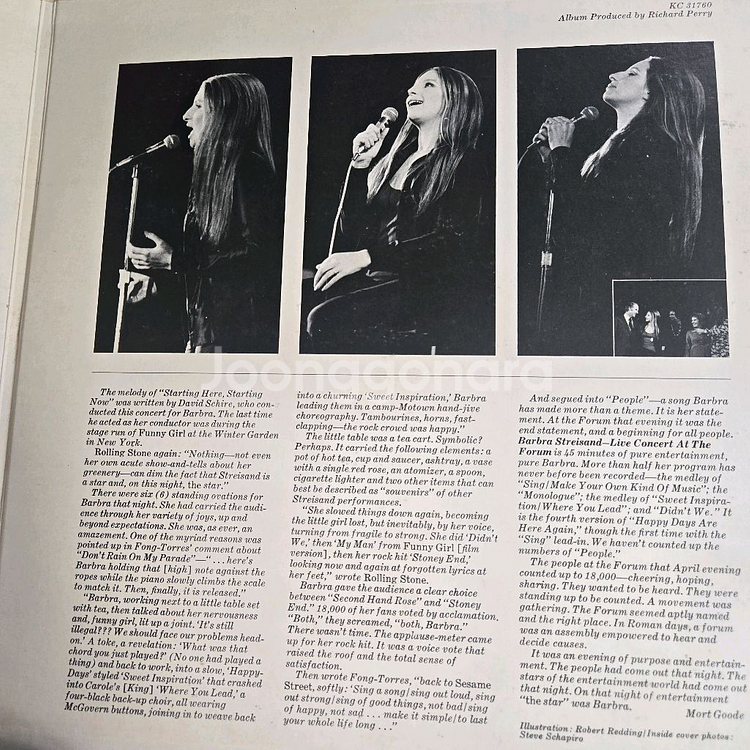 KC 31760
Album Produced by Richard Perry
The melody of "Starting Here, Starting
Now" was written by David Schire, who con-
ducted this concert for Barbra. The last time
he acted as her conductor was during the
stage run of Funny Girl at the Winter Garden
in New York.
Rolling Stone again: "Nothing—not even
her own acute show-and-tells about her
greenery—can dim the fact that Streisand is
a star and, on this night, the star."
There were six (6) standing ovations for
Barbra that night. She had carried the audi-
ence through her variety of joys, up and
beyond expectations. She was, as ever, an
amazement. One of the myriad reasons was
pointed up in Fong-Torres' comment about
"Don't Rain On My Parade"—". . . here's
Barbra holding that [high] note against the
ropes while the piano slowly climbs the scale
to match it. Then, finally, it is released."
"Barbra, working next to a little table set
with tea, then talked about her nervousness
and, funny girl, lit up a joint. 'It's still
illegal??? We should face our problems head-
on.' A toke, a revelation: 'What was that
chord you just played?' (No one had played a
thing) and back to work, into a slow, 'Happy-
Days' styled 'Sweet Inspiration' that crashed
into Carole's [King] 'Where You Lead,' a
four-black back-up choir, all wearing
McGovern buttons, joining in to weave back
into a churning 'Sweet Inspiration,' Barbra
leading them in a camp-Motown hand-jive
choreography. Tambourines, horns, fast-
clapping—the rock crowd was happy."
The little table was a tea cart. Symbolic?
Perhaps. It carried the following elements: a
pot of hot tea, cup and saucer, ashtray, a vase
with a single red rose, an atomizer, a spoon,
cigarette lighter and two other items that can
best be described as "souvenirs" of other
Streisand performances.
"She slowed things down again, becoming
the little girl lost, but inevitably, by her voice,
turning from fragile to strong. She did 'Didn't
We,' then 'My Man' from Funny Girl [film
version], then her rock hit 'Stoney End,'
looking now and again at forgotten lyrics at
her feet," wrote Rolling Stone.
Barbra gave the audience a clear choice
between "Second Hand Rose" and "Stoney
End." 18,000 of her fans voted by acclamation.
"Both," they screamed, "both, Barbra."
There wasn't time. The applause-meter came
up for her rock hit. It was a voice vote that
raised the roof and the total sense of
satisfaction.
Then wrote Fong-Torres, "back to Sesame
Street, softly: 'Sing a song/sing out loud, sing
out strong/sing of good things, not bad/sing
of happy, not sad . . . make it simple/to last
your whole life long . . ."
And segued into "People"—a song Barbra
has made more than a theme. It is her state-
ment. At the Forum that evening it was the
end statement, and a beginning for all people.
Barbra Streisand—Live Concert At The
Forum is 45 minutes of pure entertainment,
pure Barbra. More than half her program has
never before been recorded—the medley of
"Sing/Make Your Own Kind Of Music"; the
"Monologue"; the medley of "Sweet Inspira-
tion/Where You Lead"; and "Didn't We." It
is the fourth version of "Happy Days Are
Here Again," though the first time with the
"Sing" lead-in. We haven't counted up the
numbers of "People."
The people at the Forum that April evening
counted up to 18,000—cheering, hoping,
sharing. They wanted to be heard. They were
standing up to be counted. A movement was
gathering. The Forum seemed aptly named
and the right place. In Roman days, a forum
was an assembly empowered to hear and
decide causes.
It was an evening of purpose and entertain-
ment. The people had come out that night. The
stars of the entertainment world had come out
that night. On that night of entertainment
"the star" was Barbra.
Mort Goode
Illustration: Robert Redding/Inside cover photos:
Steve Schapiro